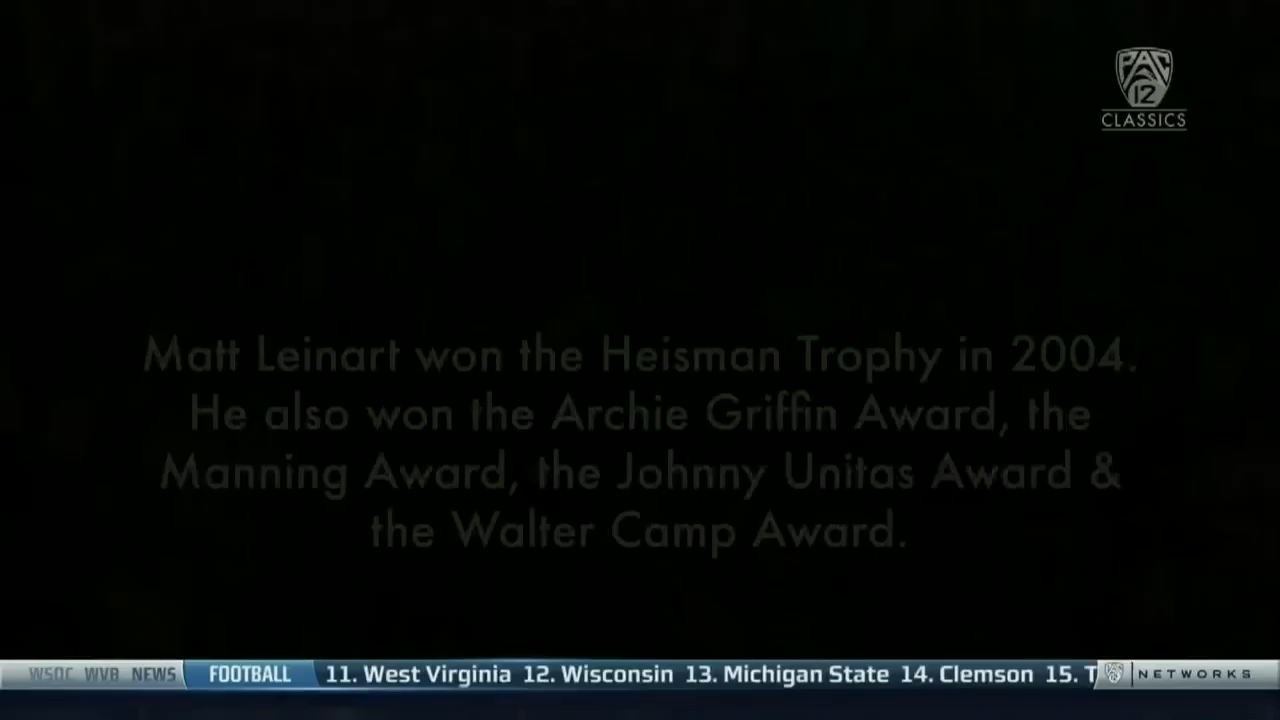 PAC
12
CLASSICS
Matt Leinart won the Heisman Trophy in 2004.
He also won the Archie Griffin Award, the
Manning Award, the Johnny Unitas Award &
the Walter Camp Award.
WSOC WVB NEWS FOOTBALL 11. West Virginia 12. Wisconsin 13. Michigan State 14. Clemson 15. T NETWORKS